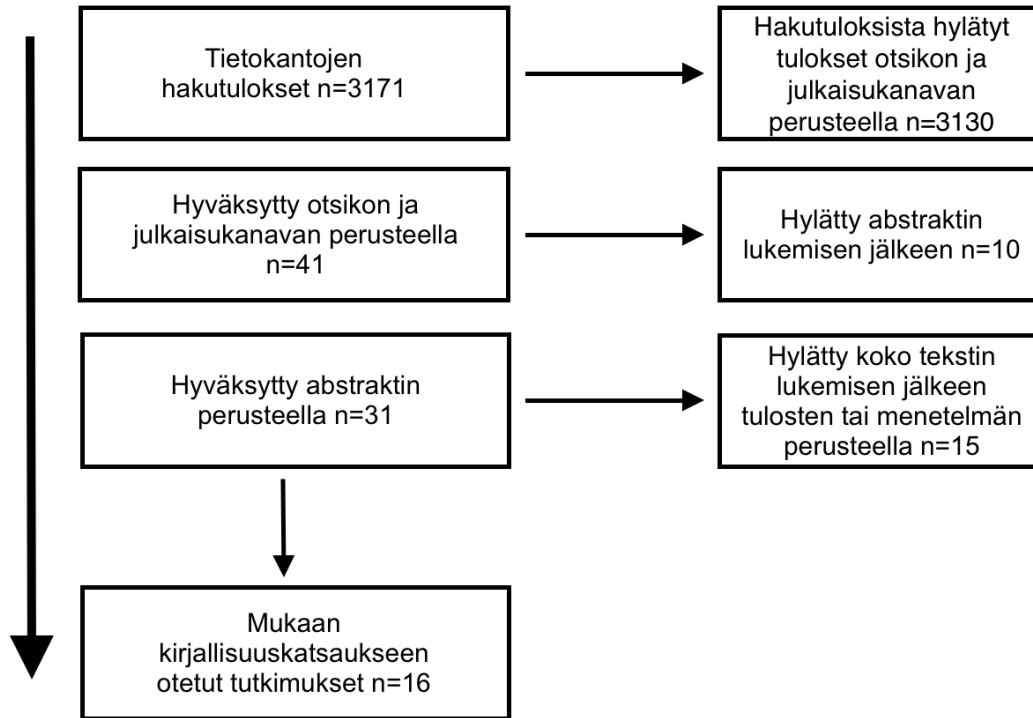 Tietokantojen
hakutulokset n=3171
Hakutuloksista hylätyt
tulokset otsikon ja
julkaisukanavan
perusteella n=3130
Hyväksytty otsikon ja
julkaisukanavan perusteella
n=41
Hylätty abstraktin
lukemisen jälkeen n=10
Hyväksytty abstraktin
perusteella n=31
Hylätty koko tekstin
lukemisen jälkeen
tulosten tai menetelmän
perusteella n=15
Mukaan
kirjallisuuskatsaukseen
otetut tutkimukset n=16